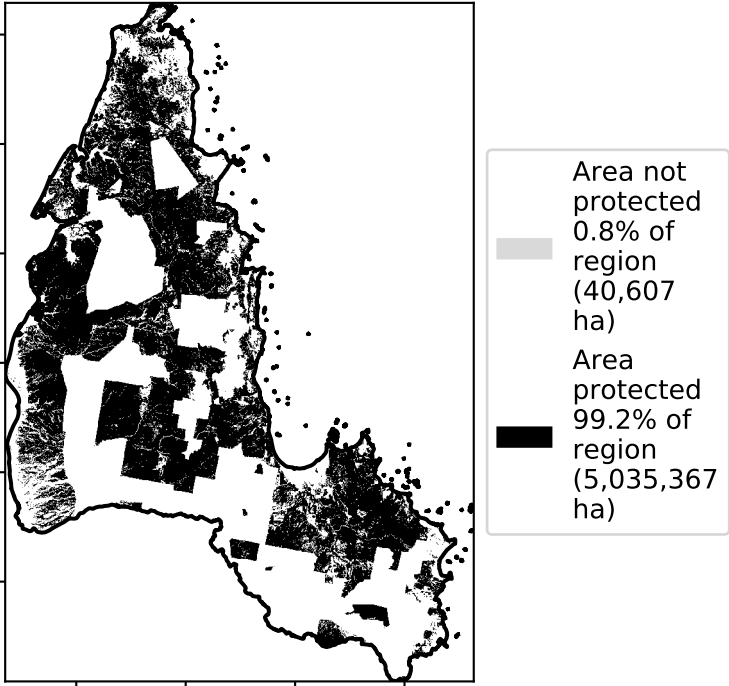 Area not
protected
0.8% of
region
(40,607
ha)
Area
protected
99.2% of
region
(5,035,367
ha)